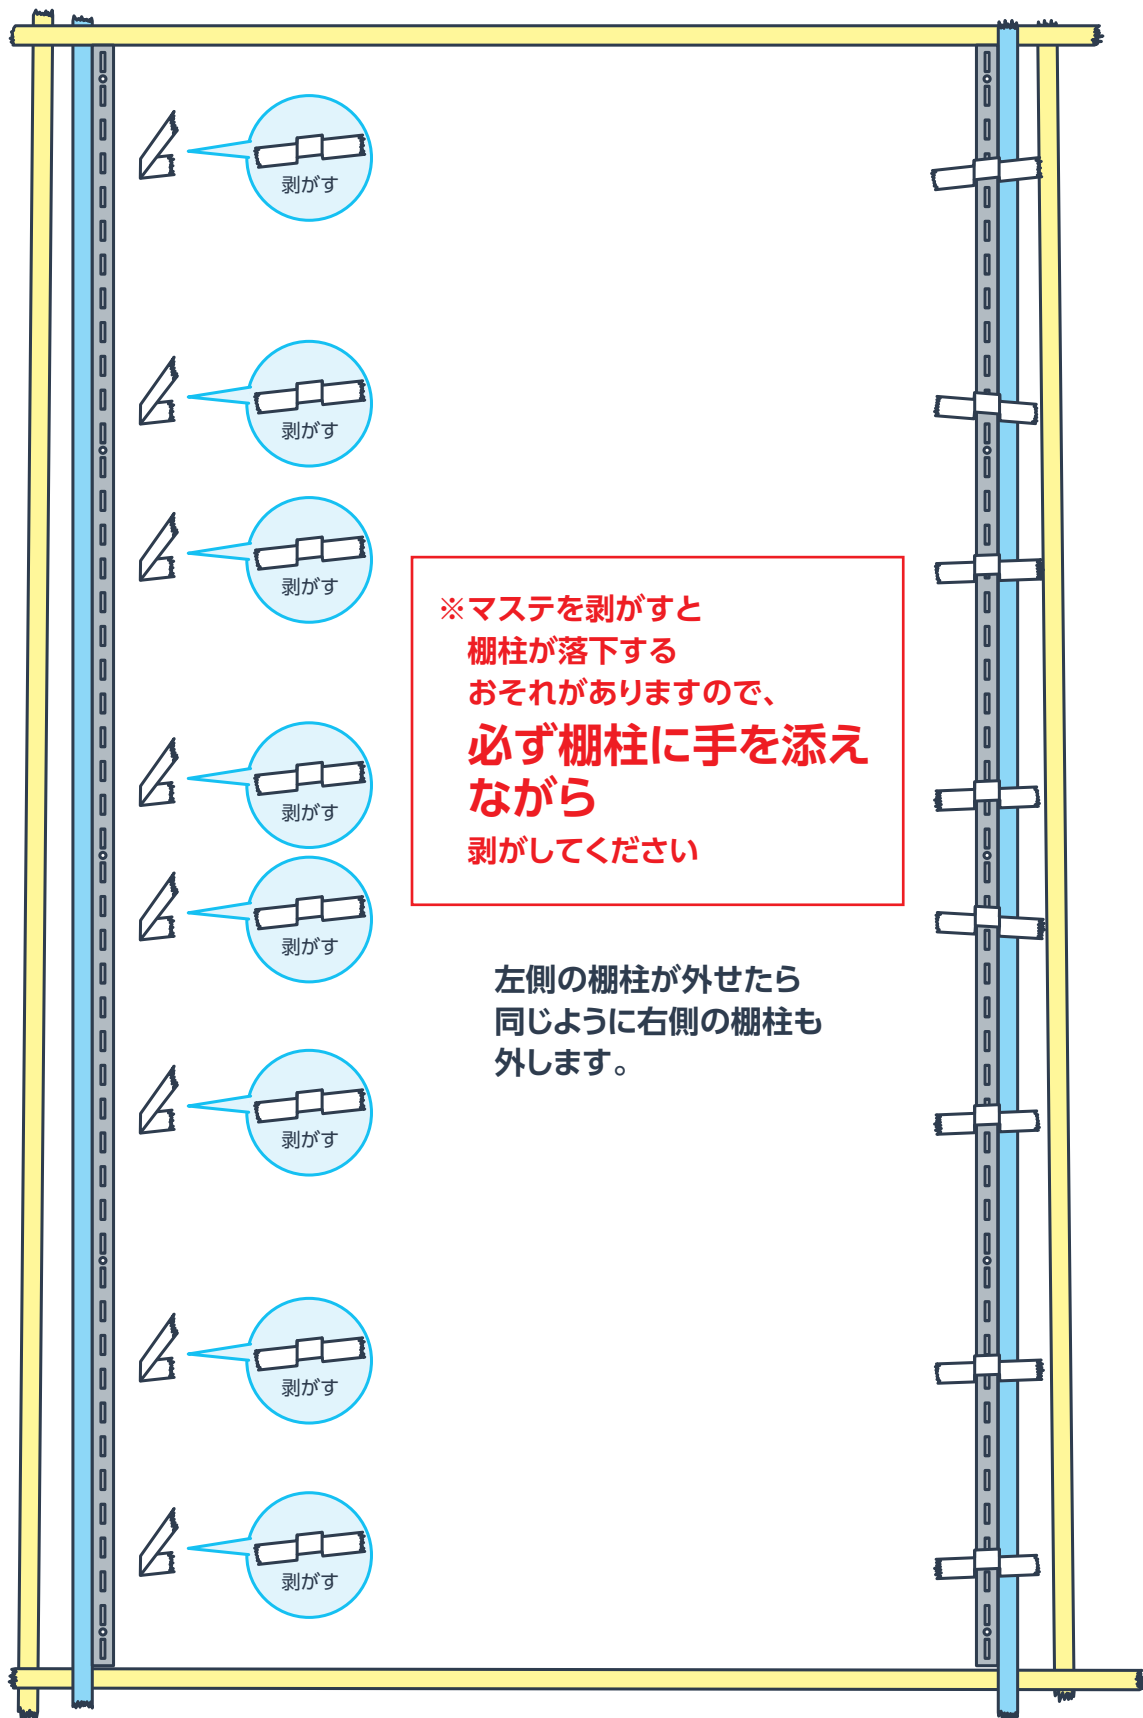 剥がす
剥がす
剥がす
※マステを剥がすと
棚柱が落下する
おそれがありますので、
必ず棚柱に手を添え
ながら
剥がしてください
剥がす
剥がす
左側の棚柱が外せたら
同じように右側の棚柱も
外します。
剥がす
剥がす
剥がす